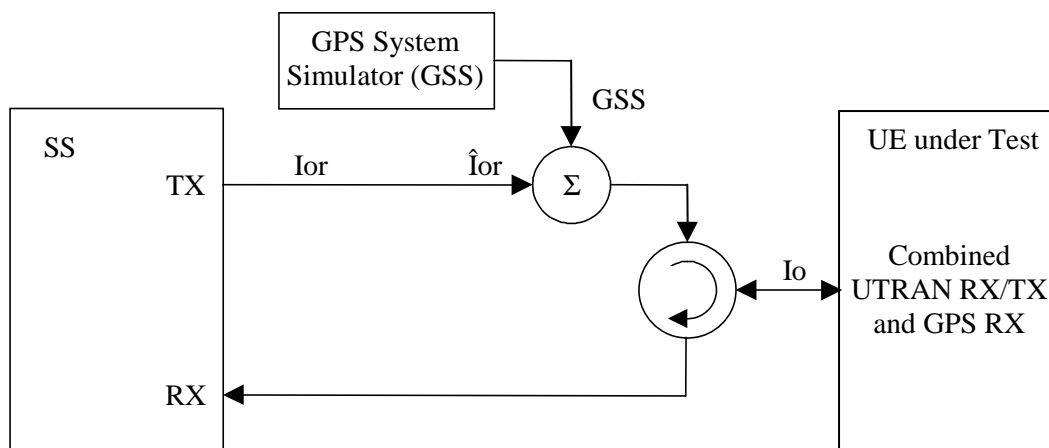 GPS System
Simulator (GSS)
GSS
SS
UE under Test
TX
Ior
Îor
Σ
Io
Combined
UTRAN RX/TX
and GPS RX
RX